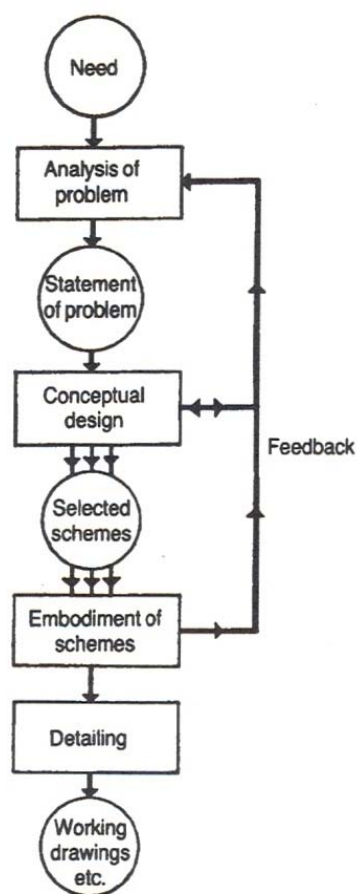 Need
Analysis of
problem
Statement
of problem
Conceptual
design
Feedback
Selected
schemes
Embodiment of
schemes
Detailing
Working
drawings
etc.